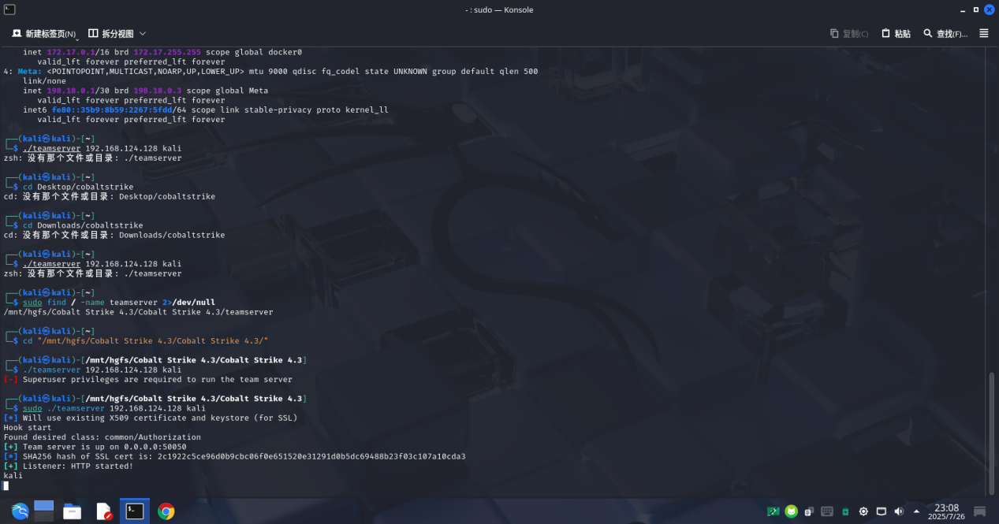 - : sudo — Konsole
新建标签页(N) 拆分视图 复制(C) 粘贴 查找(F)...
inet 172.17.0.1/16 brd 172.17.255.255 scope global docker0
valid_lft forever preferred_lft forever
4: Meta: <POINTOPOINT,MULTICAST,NOARP,UP,LOWER_UP> mtu 9000 qdisc fq_codel state UNKNOWN group default qlen 500
link/none
inet 198.18.0.1/30 brd 198.18.0.3 scope global Meta
valid_lft forever preferred_lft forever
inet6 fe80::35b9:8b59:2267:5fdd/64 scope link stable-privacy proto kernel_ll
valid_lft forever preferred_lft forever
┌──(kali㉿kali)-[~]
└─$ ./teamserver 192.168.124.128 kali
zsh: 没有那个文件或目录: ./teamserver
┌──(kali㉿kali)-[~]
└─$ cd Desktop/cobaltstrike
cd: 没有那个文件或目录: Desktop/cobaltstrike
┌──(kali㉿kali)-[~]
└─$ cd Downloads/cobaltstrike
cd: 没有那个文件或目录: Downloads/cobaltstrike
┌──(kali㉿kali)-[~]
└─$ ./teamserver 192.168.124.128 kali
zsh: 没有那个文件或目录: ./teamserver
┌──(kali㉿kali)-[~]
└─$ sudo find / -name teamserver 2>/dev/null
/mnt/hgfs/Cobalt Strike 4.3/Cobalt Strike 4.3/teamserver
┌──(kali㉿kali)-[~]
└─$ cd "/mnt/hgfs/Cobalt Strike 4.3/Cobalt Strike 4.3/"
┌──(kali㉿kali)-[/mnt/hgfs/Cobalt Strike 4.3/Cobalt Strike 4.3]
└─$ ./teamserver 192.168.124.128 kali
[-] Superuser privileges are required to run the team server
┌──(kali㉿kali)-[/mnt/hgfs/Cobalt Strike 4.3/Cobalt Strike 4.3]
└─$ sudo ./teamserver 192.168.124.128 kali
[*] Will use existing X509 certificate and keystore (for SSL)
Hook start
Found desired class: common/Authorization
[+] Team server is up on 0.0.0.0:50050
[*] SHA256 hash of SSL cert is: 2c1922c5ce96d0b9cbc06f0e651520e31291d0b5dc69488b23f03c107a10cda3
[+] Listener: HTTP started!
kali
23:08
2025/7/26